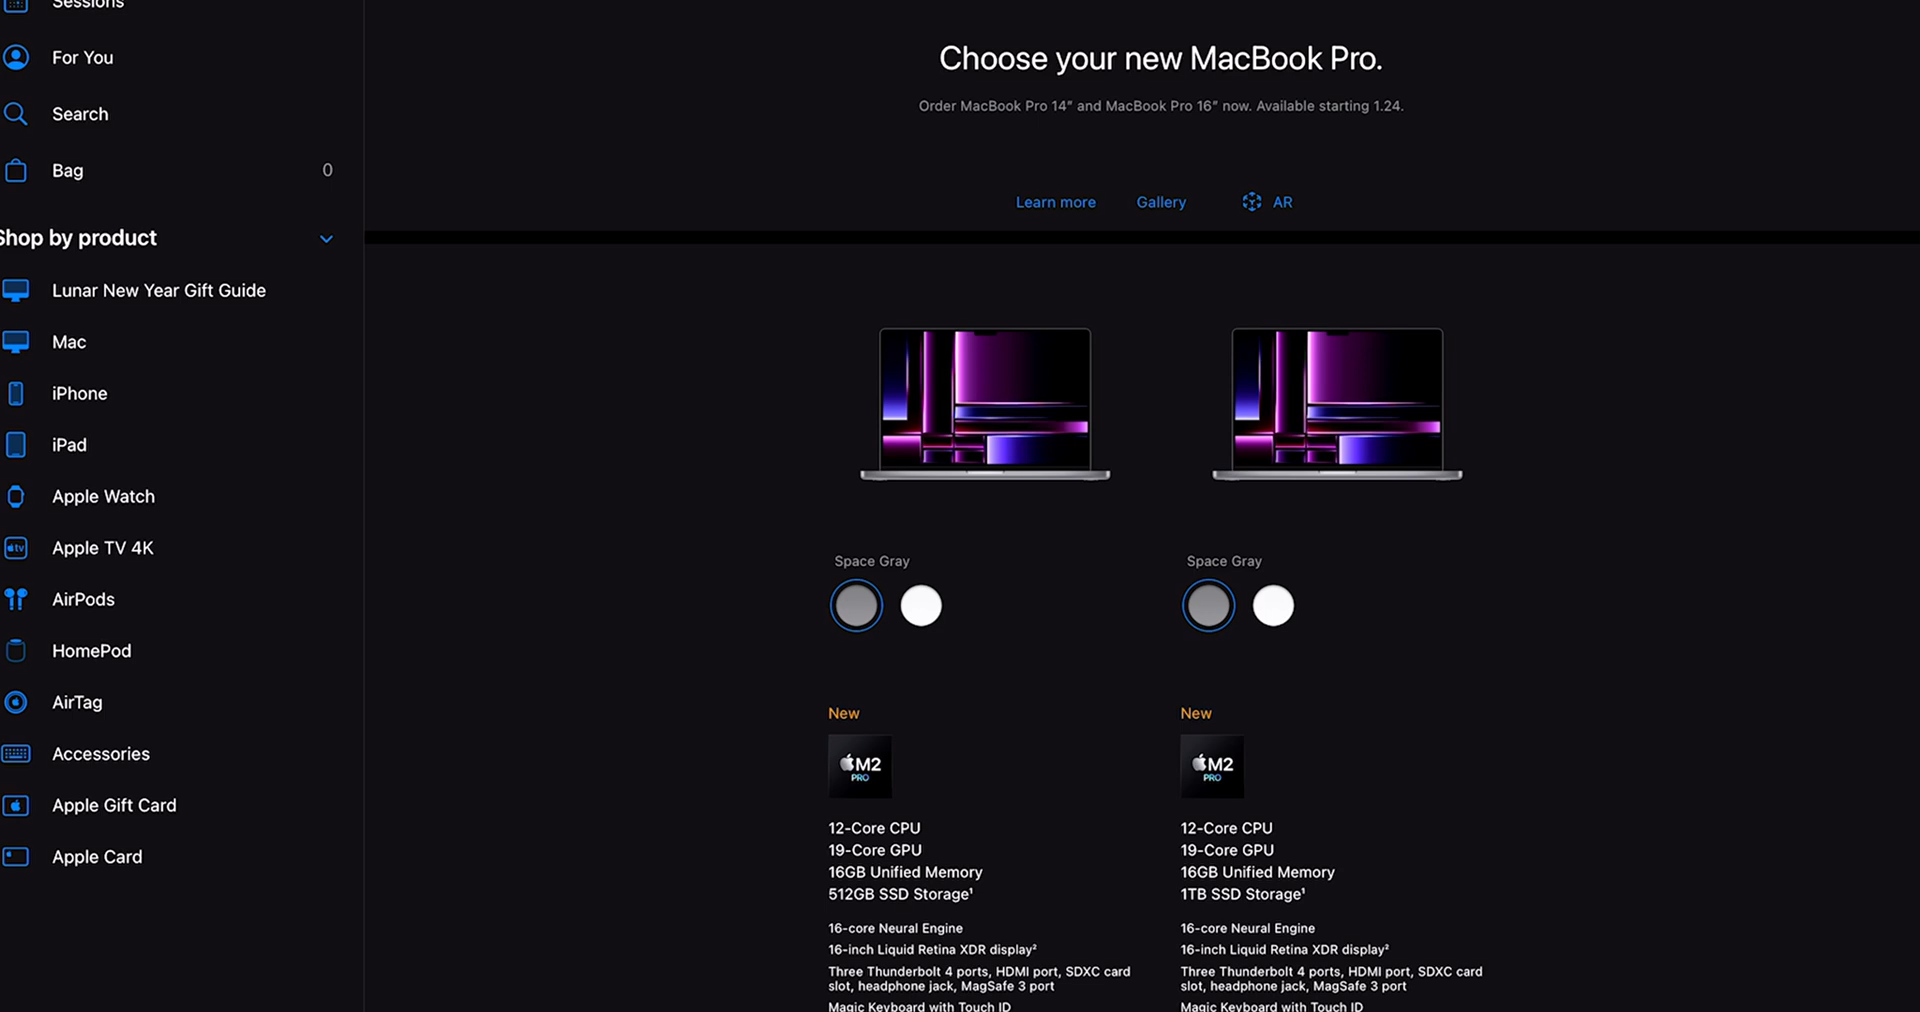 Sessions
For You
Search
Bag 0
Shop by product
Lunar New Year Gift Guide
Mac
iPhone
iPad
Apple Watch
tv
Apple TV 4K
AirPods
HomePod
AirTag
Accessories
Apple Gift Card
Apple Card
Choose your new MacBook Pro.
Order MacBook Pro 14″ and MacBook Pro 16″ now. Available starting 1.24.
Learn more Gallery AR
Space Gray
New
M2
PRO
12-Core CPU
19-Core GPU
16GB Unified Memory
512GB SSD Storage¹
16-core Neural Engine
16-inch Liquid Retina XDR display²
Three Thunderbolt 4 ports, HDMI port, SDXC card
slot, headphone jack, MagSafe 3 port
Magic Keyboard with Touch ID
Space Gray
New
M2
PRO
12-Core CPU
19-Core GPU
16GB Unified Memory
1TB SSD Storage¹
16-core Neural Engine
16-inch Liquid Retina XDR display²
Three Thunderbolt 4 ports, HDMI port, SDXC card
slot, headphone jack, MagSafe 3 port
Magic Keyboard with Touch ID